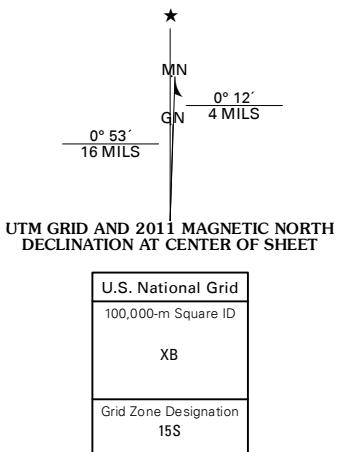 ★
MN
0° 12´
4 MILS
GN
0° 53´
16 MILS
UTM GRID AND 2011 MAGNETIC NORTH
DECLINATION AT CENTER OF SHEET
U.S. National Grid
100,000-m Square ID
XB
Grid Zone Designation
15S